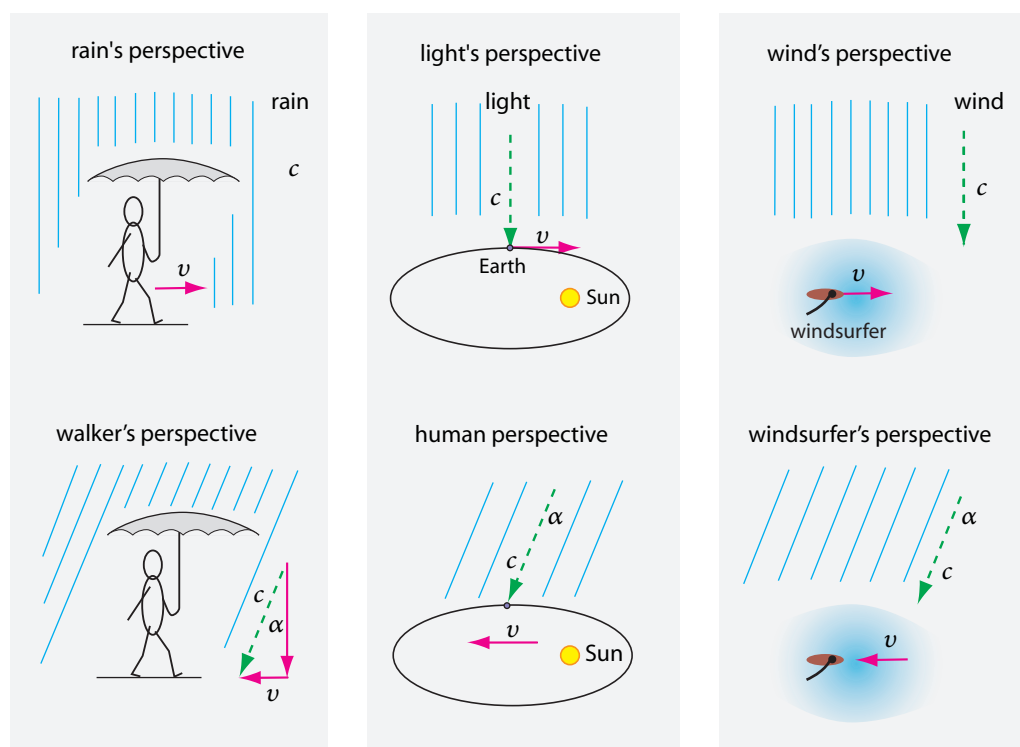 rain's perspective
rain
c
v
light's perspective
light
c
v
Earth
Sun
wind's perspective
wind
c
v
windsurfer
walker's perspective
c
α
v
human perspective
α
c
v
Sun
windsurfer's perspective
α
c
v